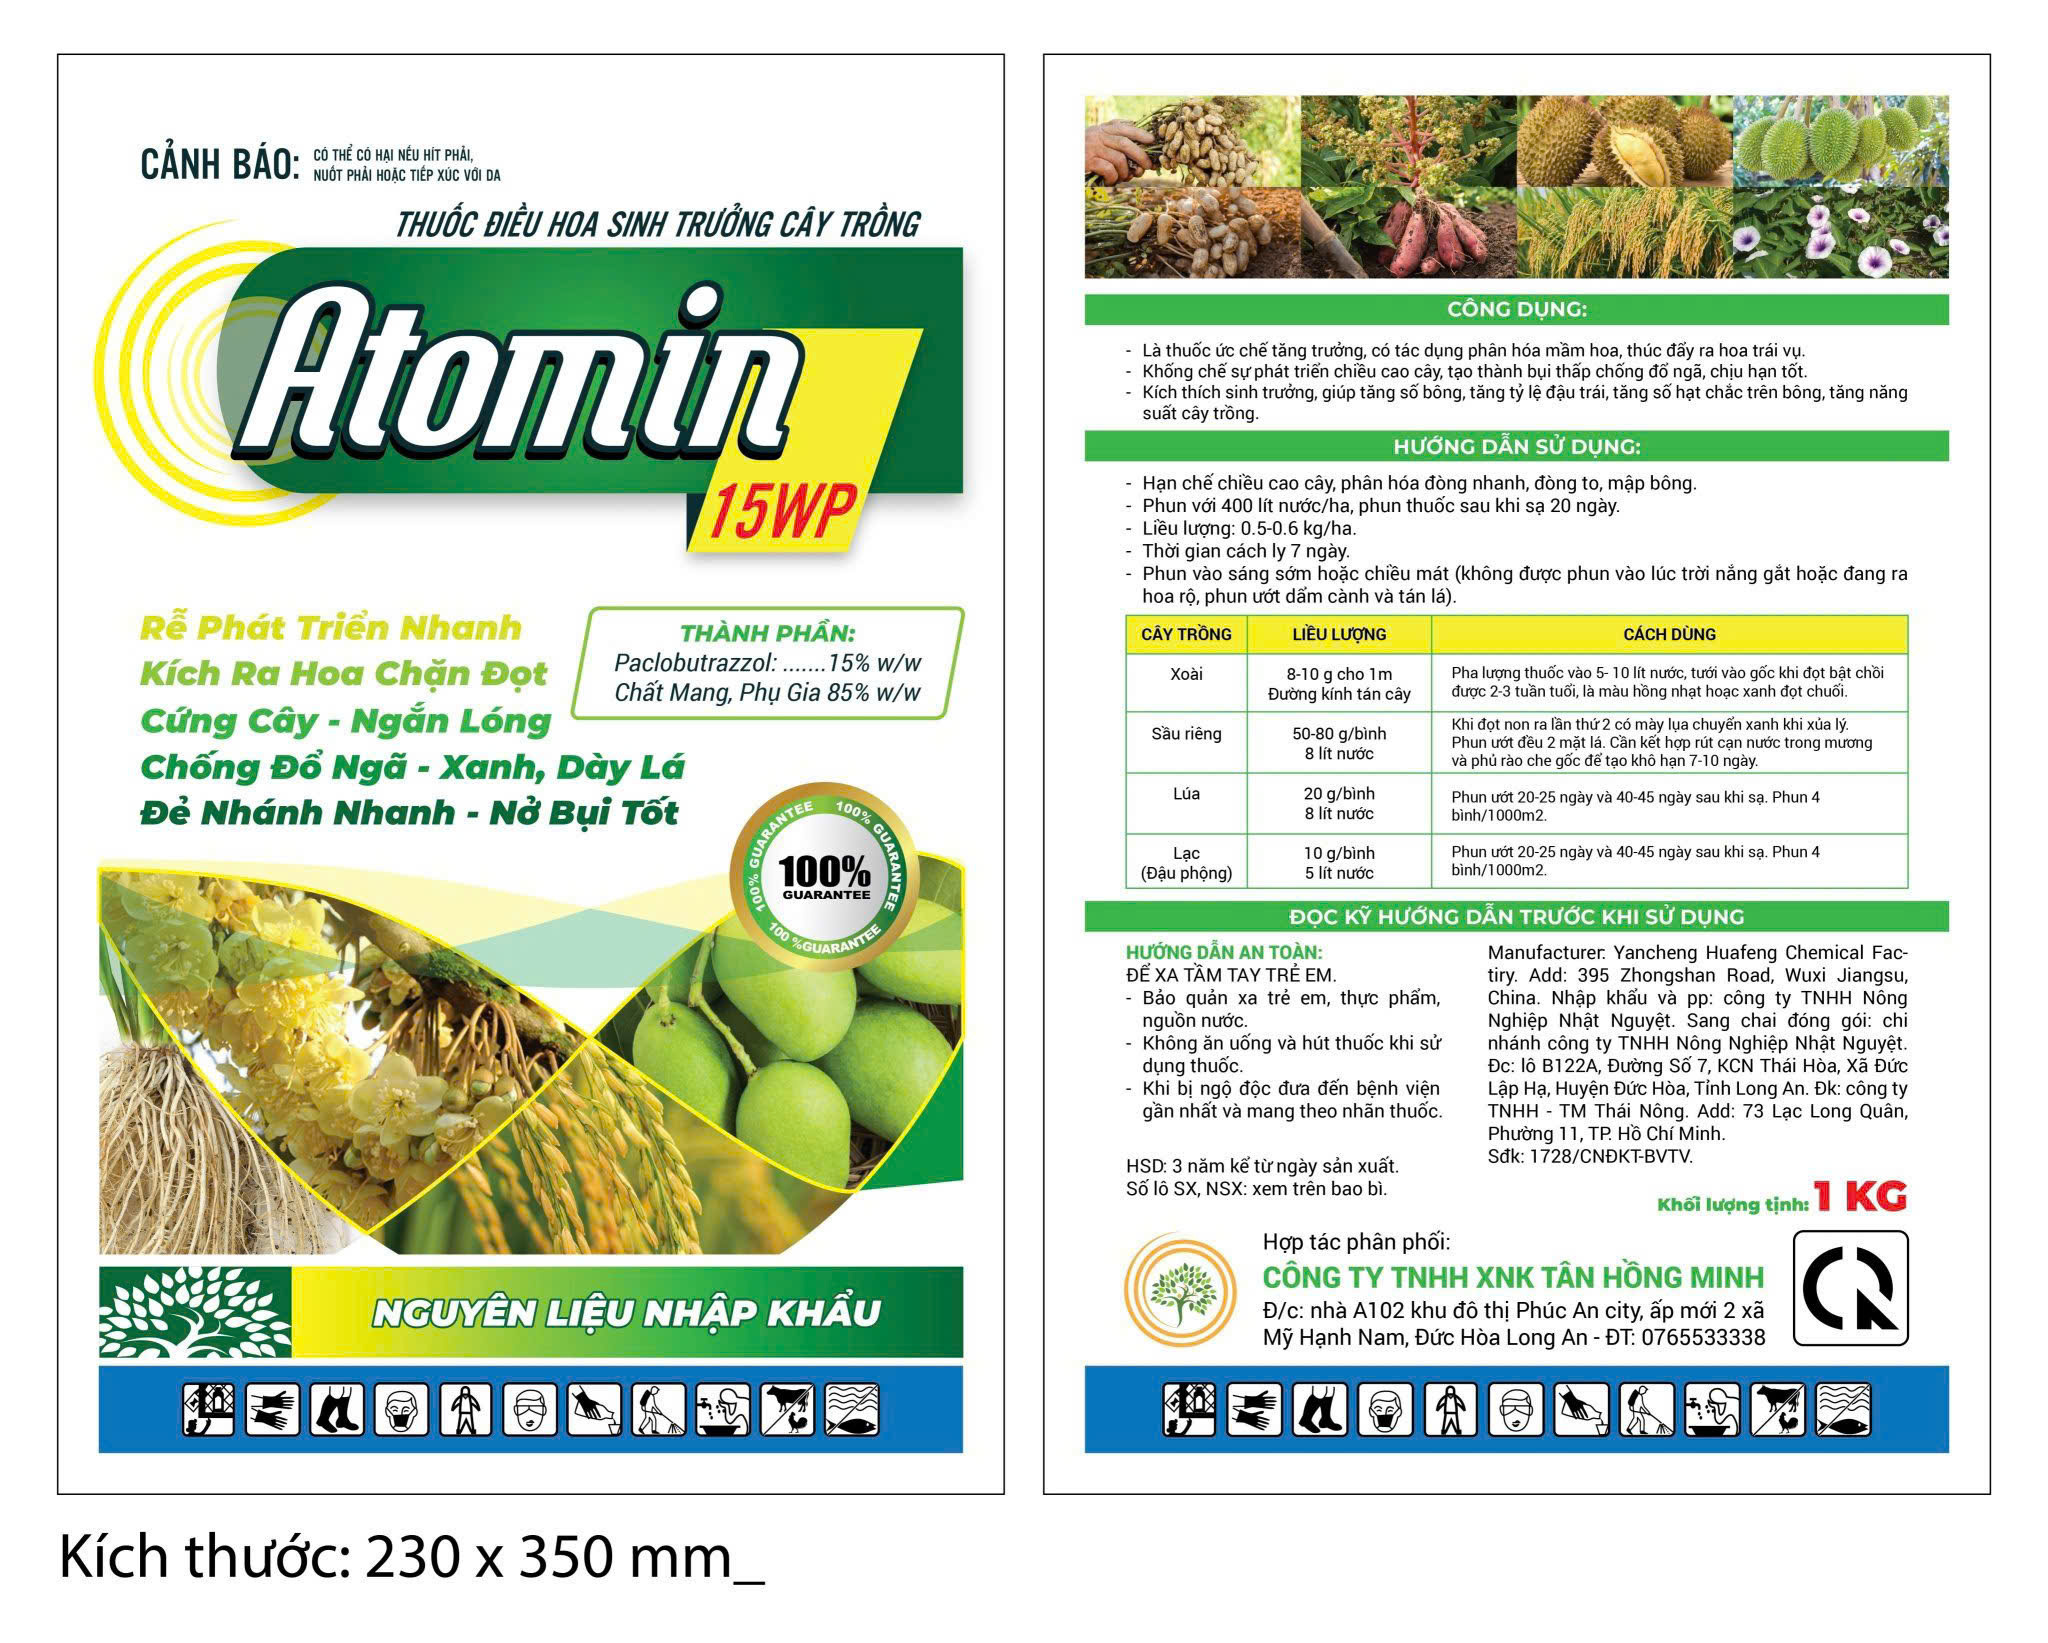 CẢNH BÁO:
CÓ THỂ CÓ HẠI NẾU HÍT PHẢI,
NUỐT PHẢI HOẶC TIẾP XÚC VỚI DA
THUỐC ĐIỀU HOA SINH TRƯỞNG CÂY TRỒNG
Atomin
15WP
Rễ Phát Triển Nhanh
Kích Ra Hoa Chặn Đọt
Cứng Cây - Ngắn Lóng
Chống Đổ Ngã - Xanh, Dày Lá
Đẻ Nhánh Nhanh - Nở Bụi Tốt
THÀNH PHẦN:
Paclobutrazzol: .......15% w/w
Chất Mang, Phụ Gia 85% w/w
100% GUARANTEE
100% GUARANTEE
100 %GUARANTEE
100%
GUARANTEE
NGUYÊN LIỆU NHẬP KHẨU
CÔNG DỤNG:
- Là thuốc ức chế tăng trưởng, có tác dụng phân hóa mầm hoa, thúc đẩy ra hoa trái vụ.
- Khống chế sự phát triển chiều cao cây, tạo thành bụi thấp chống đổ ngã, chịu hạn tốt.
- Kích thích sinh trưởng, giúp tăng số bông, tăng tỷ lệ đậu trái, tăng số hạt chắc trên bông, tăng năng
suất cây trồng.
HƯỚNG DẪN SỬ DỤNG:
- Hạn chế chiều cao cây, phân hóa đòng nhanh, đòng to, mập bông.
- Phun với 400 lít nước/ha, phun thuốc sau khi sạ 20 ngày.
- Liều lượng: 0.5-0.6 kg/ha.
- Thời gian cách ly 7 ngày.
- Phun vào sáng sớm hoặc chiều mát (không được phun vào lúc trời nắng gắt hoặc đang ra
hoa rộ, phun ướt dẩm cành và tán lá).
CÂY TRỒNG LIỀU LƯỢNG CÁCH DÙNG
Xoài
8-10 g cho 1m
Đường kính tán cây
Pha lượng thuốc vào 5- 10 lít nước, tưới vào gốc khi đọt bật chồi
được 2-3 tuần tuổi, là màu hồng nhạt hoạc xanh đọt chuối.
Sầu riêng
50-80 g/bình
8 lít nước
Khi đọt non ra lần thứ 2 có mày lụa chuyển xanh khi xủa lý.
Phun ướt đều 2 mặt lá. Cần kết hợp rút cạn nước trong mương
và phủ rào che gốc để tạo khô hạn 7-10 ngày.
Lúa
20 g/bình
8 lít nước
Phun ướt 20-25 ngày và 40-45 ngày sau khi sạ. Phun 4
bình/1000m2.
Lạc
(Đậu phộng)
10 g/bình
5 lít nước
Phun ướt 20-25 ngày và 40-45 ngày sau khi sạ. Phun 4
bình/1000m2.
ĐỌC KỸ HƯỚNG DẪN TRƯỚC KHI SỬ DỤNG
HƯỚNG DẪN AN TOÀN:
ĐỂ XA TẦM TAY TRẺ EM.
- Bảo quản xa trẻ em, thực phẩm,
nguồn nước.
- Không ăn uống và hút thuốc khi sử
dụng thuốc.
- Khi bị ngộ độc đưa đến bệnh viện
gần nhất và mang theo nhãn thuốc.
HSD: 3 năm kể từ ngày sản xuất.
Số lô SX, NSX: xem trên bao bì.
Manufacturer: Yancheng Huafeng Chemical Fac-
tiry. Add: 395 Zhongshan Road, Wuxi Jiangsu,
China. Nhập khẩu và pp: công ty TNHH Nông
Nghiệp Nhật Nguyệt. Sang chai đóng gói: chi
nhánh công ty TNHH Nông Nghiệp Nhật Nguyệt.
Đc: lô B122A, Đường Số 7, KCN Thái Hòa, Xã Đức
Lập Hạ, Huyện Đức Hòa, Tỉnh Long An. Đk: công ty
TNHH - TM Thái Nông. Add: 73 Lạc Long Quân,
Phường 11, TP. Hồ Chí Minh.
Sđk: 1728/CNĐKT-BVTV.
Khối lượng tịnh: 1 KG
Hợp tác phân phối:
CÔNG TY TNHH XNK TÂN HỒNG MINH
Đ/c: nhà A102 khu đô thị Phúc An city, ấp mới 2 xã
Mỹ Hạnh Nam, Đức Hòa Long An - ĐT: 0765533338
Kích thước: 230 x 350 mm_